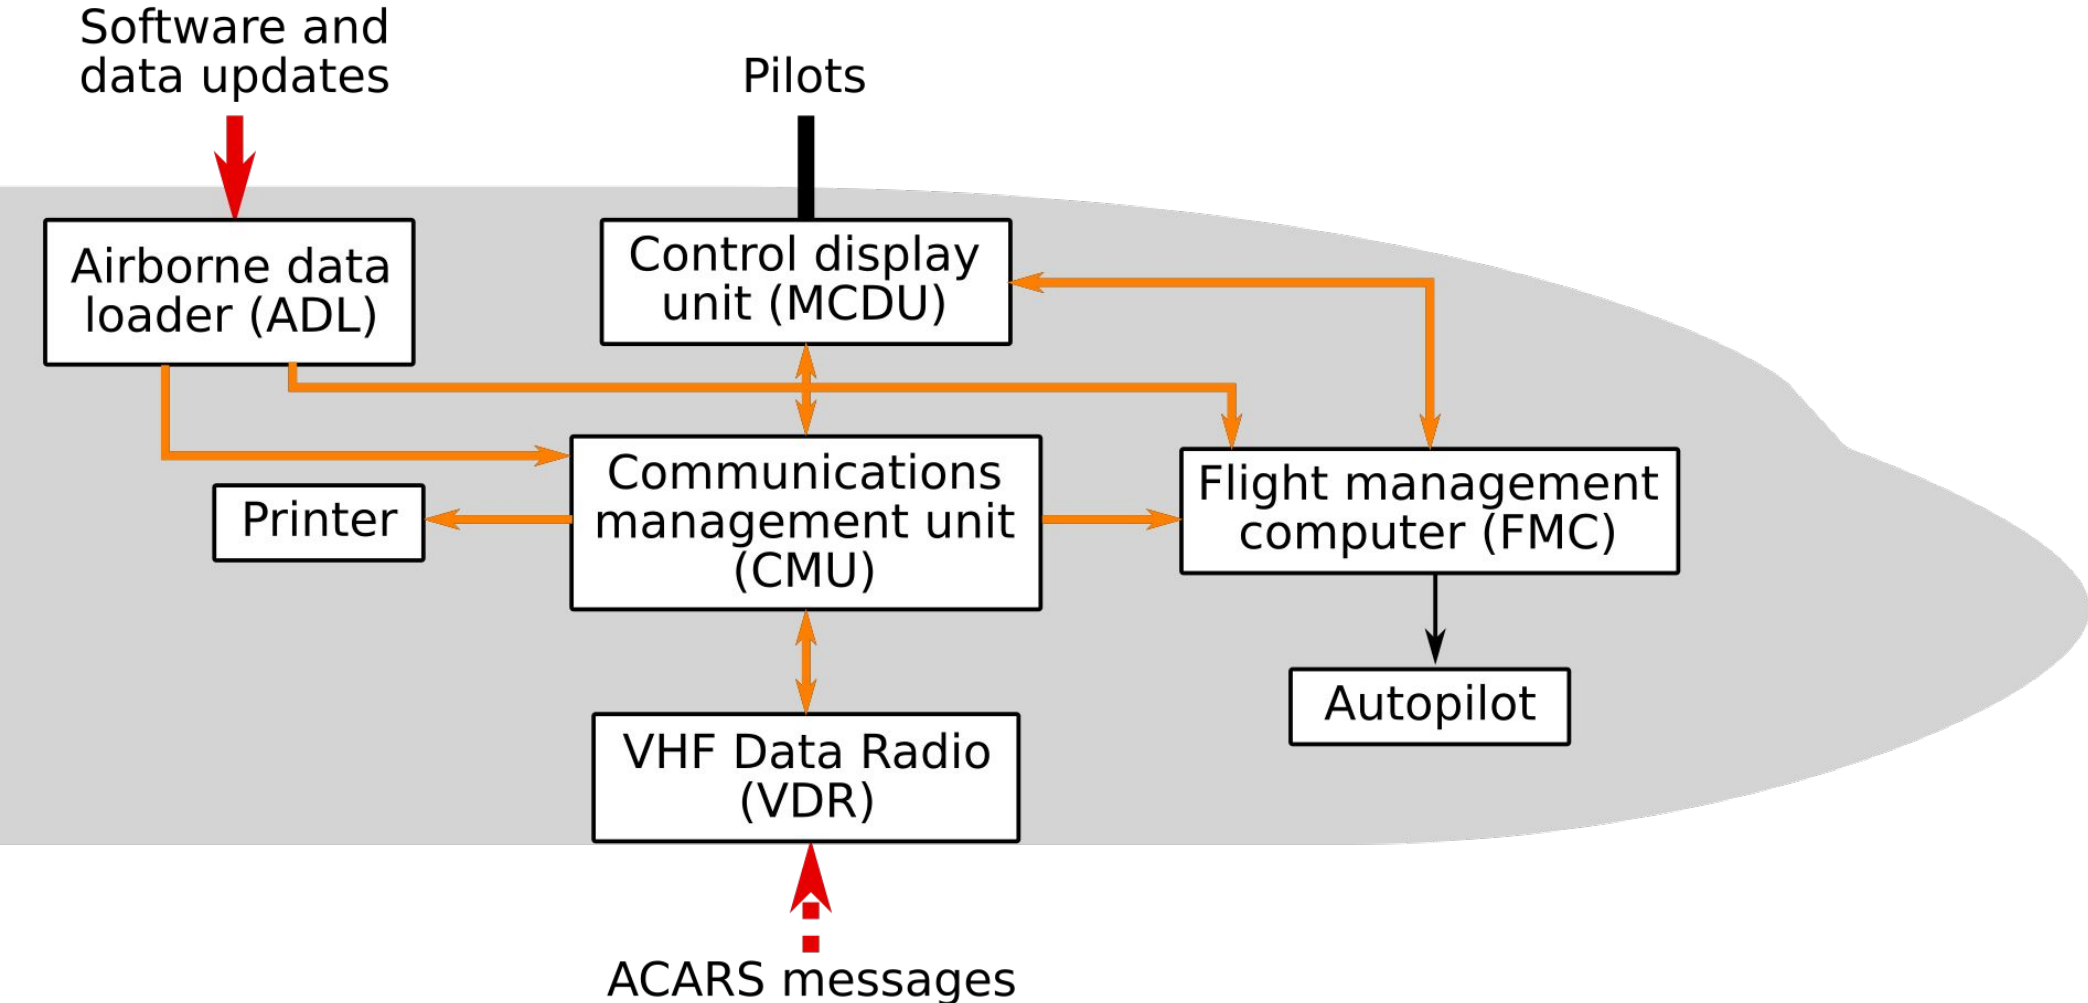 Software and
data updates
Pilots
Airborne data
loader (ADL)
Control display
unit (MCDU)
Printer
Communications
management unit
(CMU)
Flight management
computer (FMC)
Autopilot
VHF Data Radio
(VDR)
ACARS messages